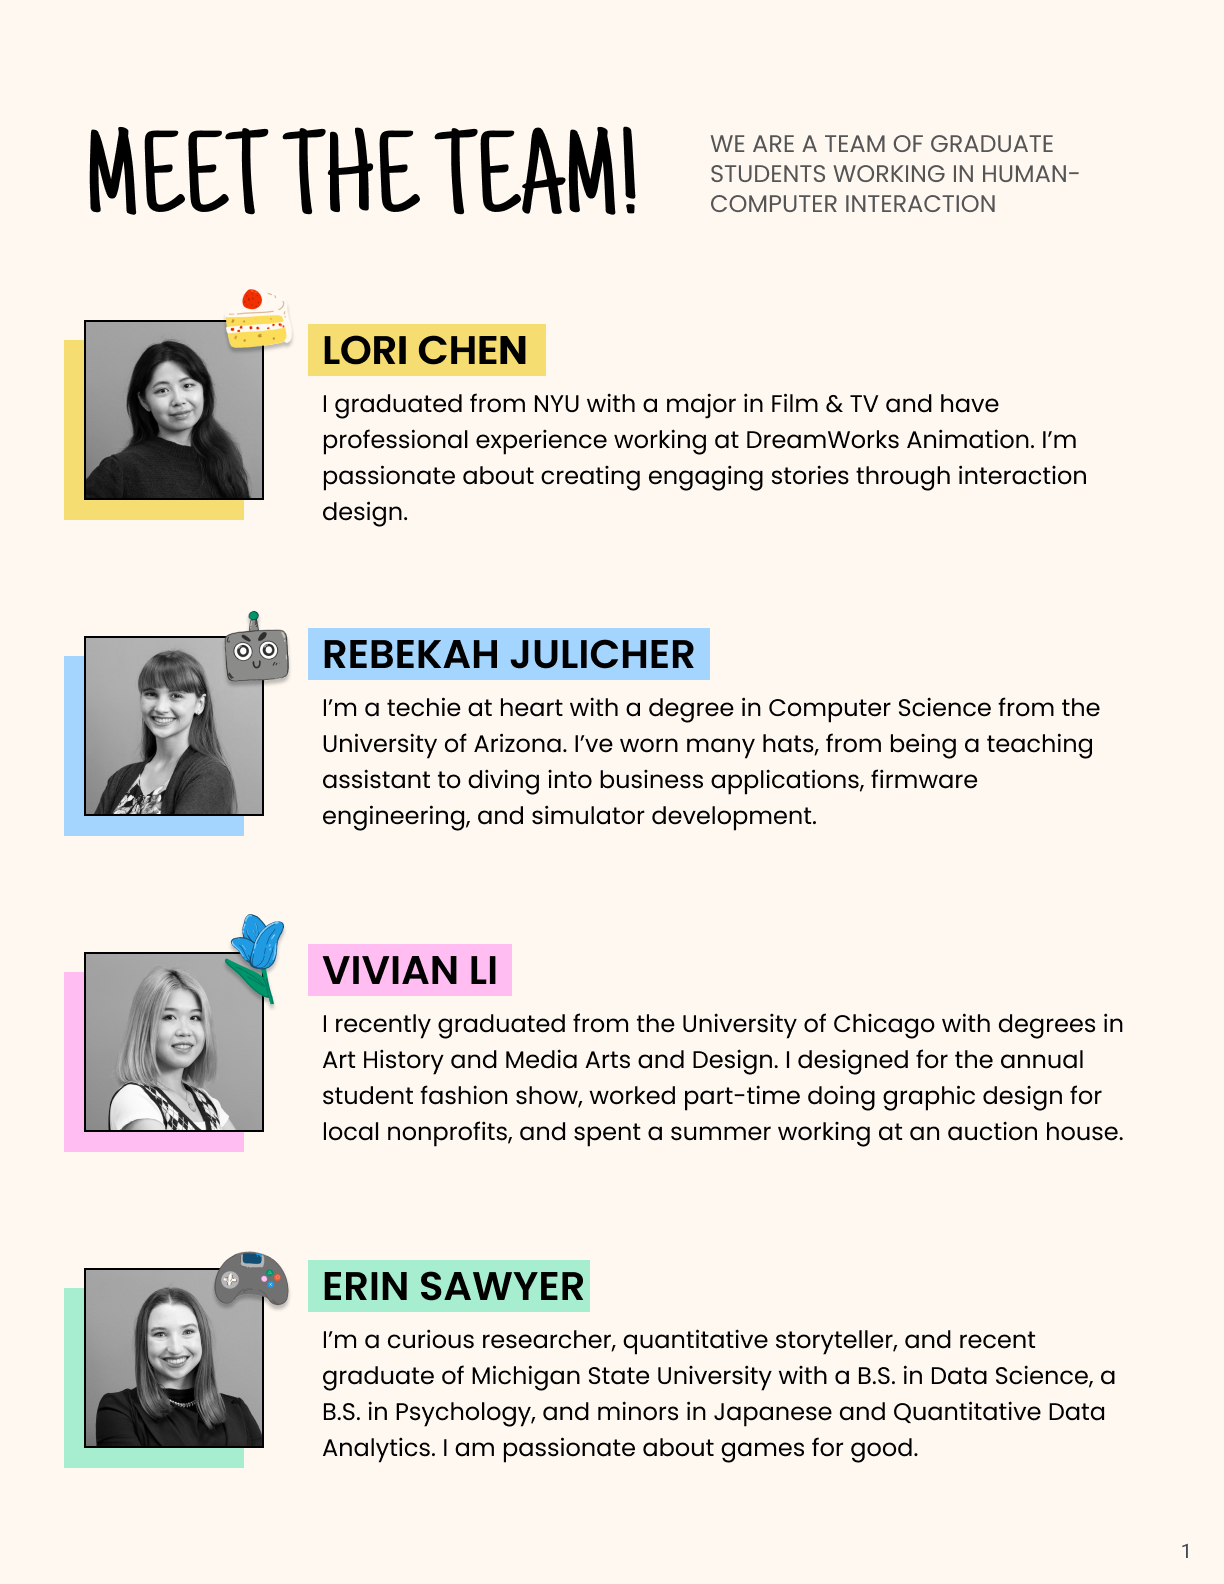 MEET THE TEAM!
WE ARE A TEAM OF GRADUATE
STUDENTS WORKING IN HUMAN-
COMPUTER INTERACTION
LORI CHEN
I graduated from NYU with a major in Film & TV and have
professional experience working at DreamWorks Animation. I’m
passionate about creating engaging stories through interaction
design.
REBEKAH JULICHER
I’m a techie at heart with a degree in Computer Science from the
University of Arizona. I’ve worn many hats, from being a teaching
assistant to diving into business applications, firmware
engineering, and simulator development.
VIVIAN LI
I recently graduated from the University of Chicago with degrees in
Art History and Media Arts and Design. I designed for the annual
student fashion show, worked part-time doing graphic design for
local nonprofits, and spent a summer working at an auction house.
ERIN SAWYER
I’m a curious researcher, quantitative storyteller, and recent
graduate of Michigan State University with a B.S. in Data Science, a
B.S. in Psychology, and minors in Japanese and Quantitative Data
Analytics. I am passionate about games for good.
1